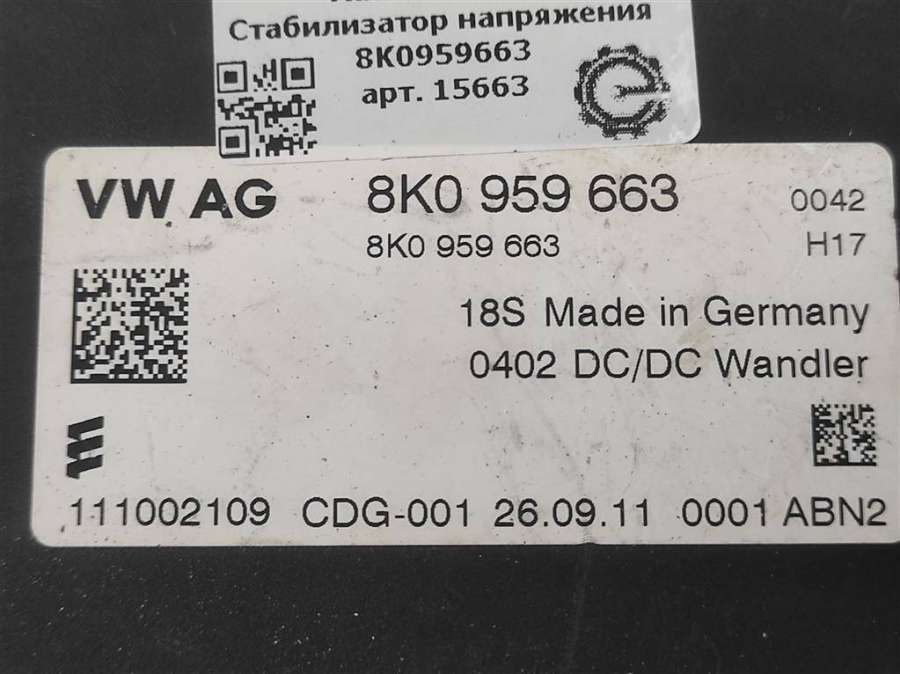 Стабилизатор напряжения
8K0959663
арт. 15663
VW AG 8K0 959 663 0042
8K0 959 663 H17
18S Made in Germany
0402 DC/DC Wandler
111002109 CDG-001 26.09.11 0001 ABN2